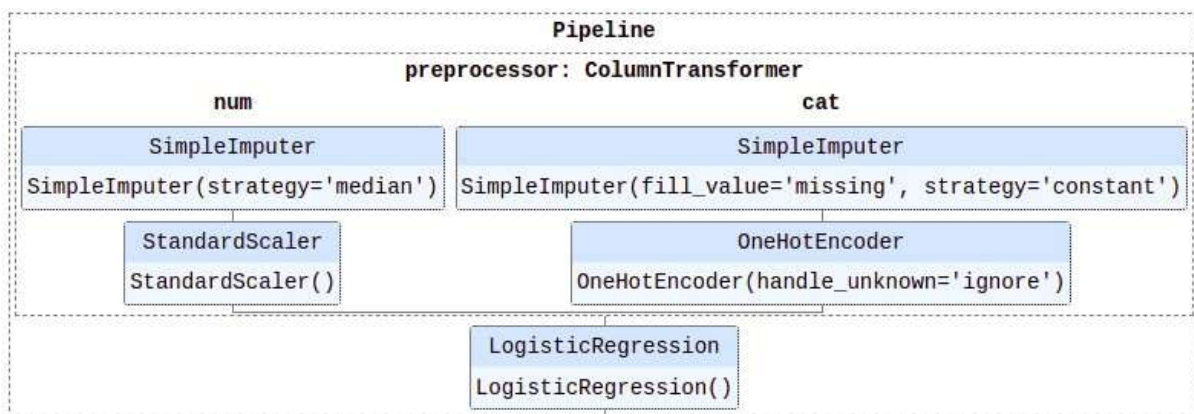 Pipeline
preprocessor: ColumnTransformer
num
cat
SimpleImputer
SimpleImputer(strategy='median')
SimpleImputer
SimpleImputer(fill_value='missing', strategy='constant')
StandardScaler
StandardScaler()
OneHotEncoder
OneHotEncoder(handle_unknown='ignore')
LogisticRegression
LogisticRegression()